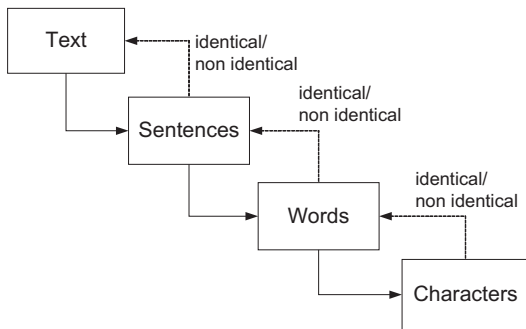 Text
identical/
non identical
Sentences
identical/
non identical
Words
identical/
non identical
Characters